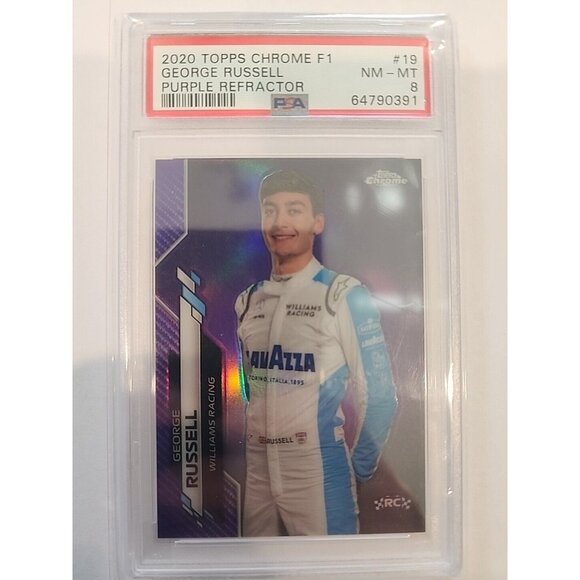 2020 TOPPS CHROME F1 #19
GEORGE RUSSELL NM - MT
PURPLE REFRACTOR 8
PSA 64790391
Topps
Chrome
WILLIAMS
RACING
LAVAZZA
TORINO, ITALIA, 1895
RUSSELL
GEORGE
RUSSELL
WILLIAMS RACING
RC